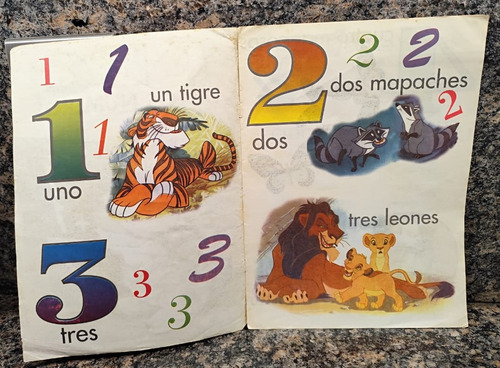 1 1
1 1
un tigre
uno
3 3
3 3
tres
2 2 2
dos mapaches
2
dos
tres leones